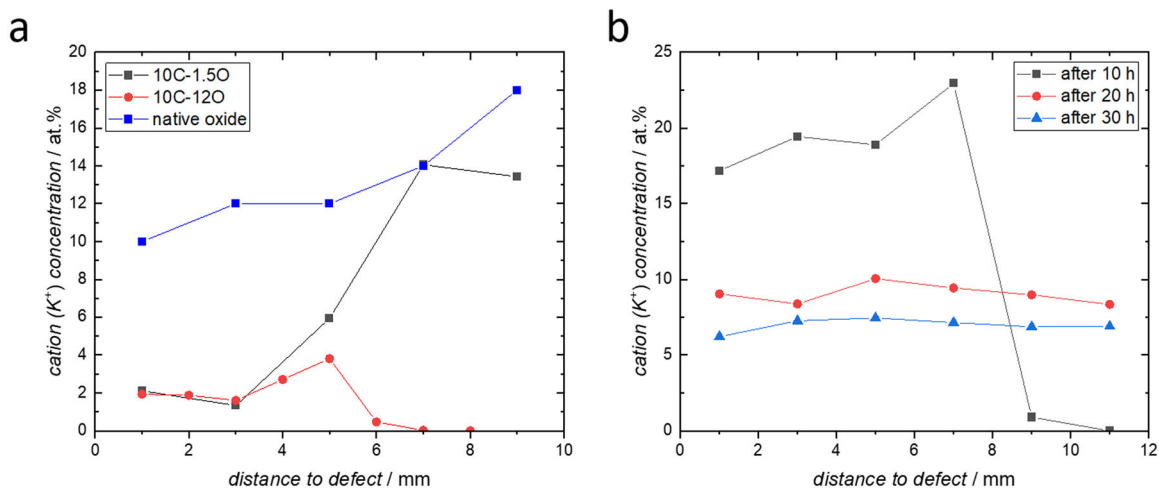 a
20
18
16
14
12
10
8
6
4
2
0
cation (K⁺) concentration / at.%
10C-1.5O
10C-12O
native oxide
0 2 4 6 8 10
distance to defect / mm
b
25
20
15
10
5
0
cation (K⁺) concentration / at.%
after 10 h
after 20 h
after 30 h
0 2 4 6 8 10 12
distance to defect / mm